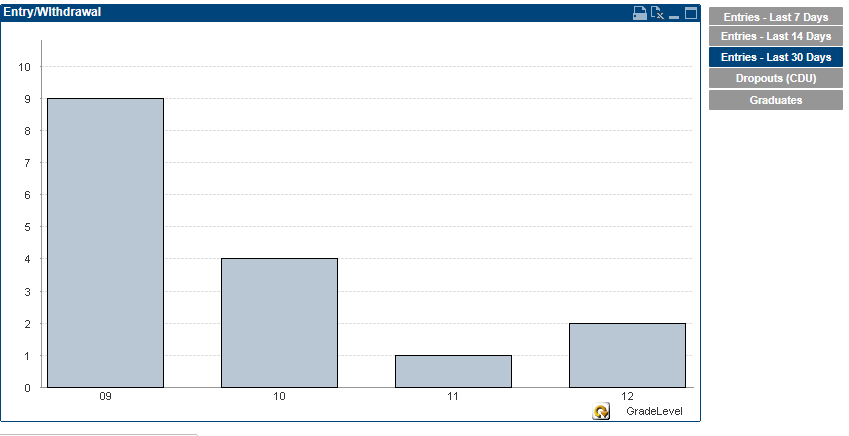 Entry/Withdrawal
Entries - Last 7 Days
Entries - Last 14 Days
Entries - Last 30 Days
Dropouts (CDU)
Graduates
10
9
8
7
6
5
4
3
2
1
0
09 10 11 12
GradeLevel